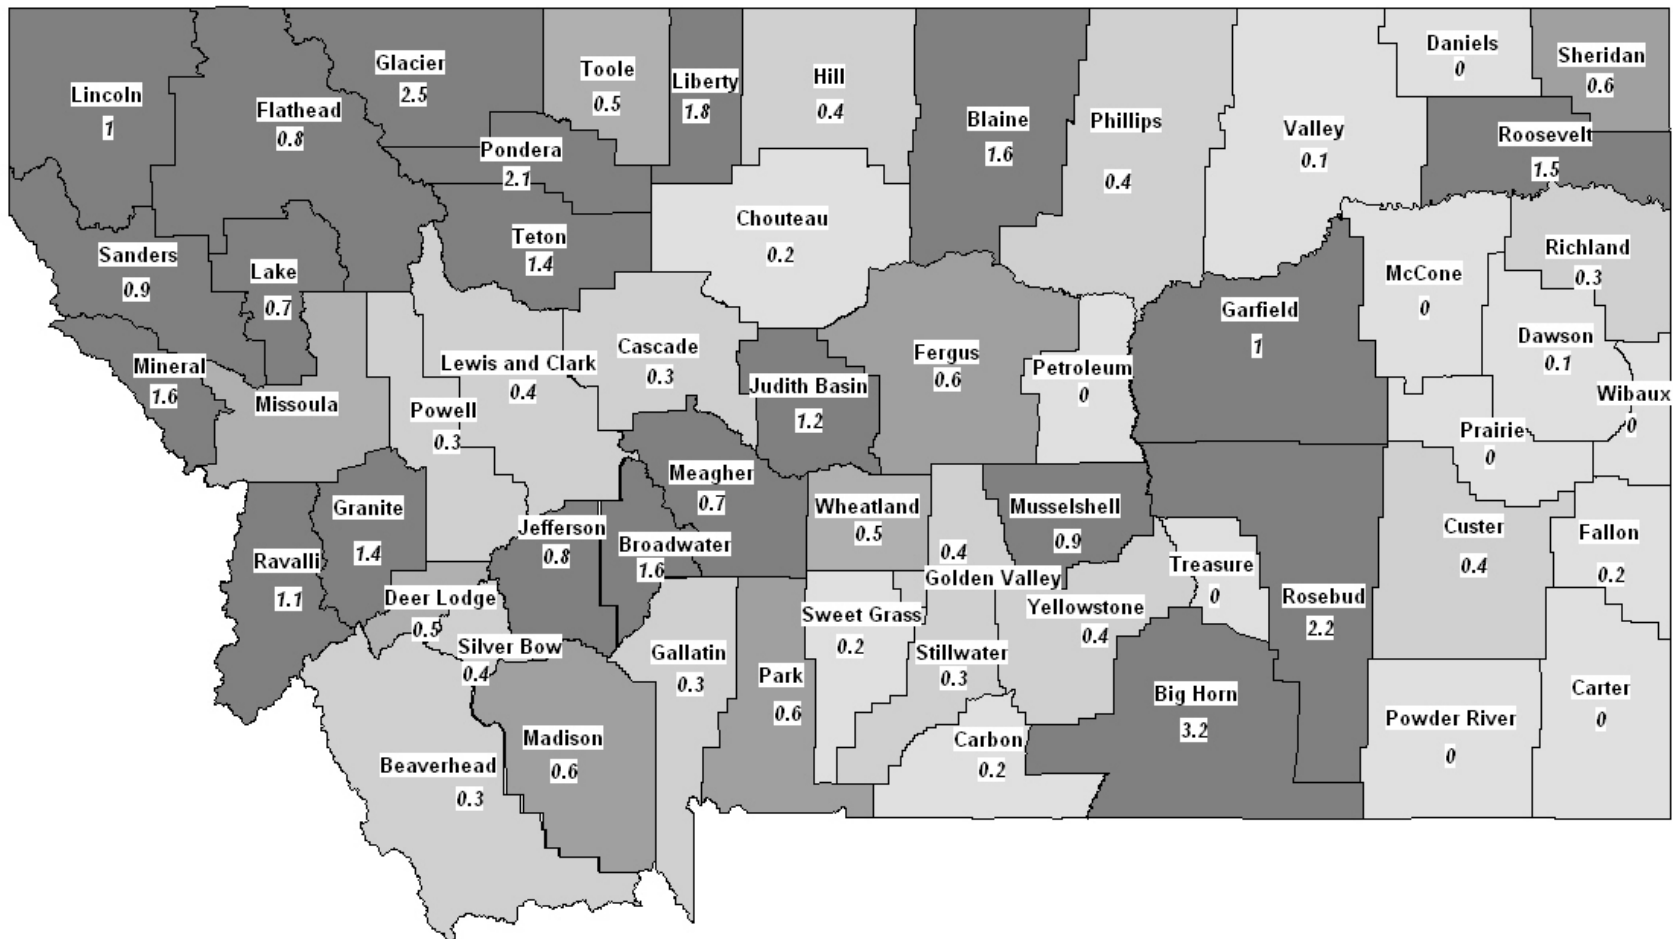 Lincoln
1
Flathead
0.8
Glacier
2.5
Toole
0.5
Liberty
1.8
Hill
0.4
Blaine
1.6
Phillips
0.4
Valley
0.1
Daniels
0
Sheridan
0.6
Roosevelt
1.5
Pondera
2.1
Teton
1.4
Chouteau
0.2
Sanders
0.9
Lake
0.7
Richland
0.3
McCone
0
Garfield
1
Dawson
0.1
Mineral
1.6
Missoula
Lewis and Clark
0.4
Powell
0.3
Cascade
0.3
Judith Basin
1.2
Fergus
0.6
Petroleum
0
Wibaux
0
Prairie
0
Meagher
0.7
Granite
1.4
Jefferson
0.8
Broadwater
1.6
Wheatland
0.5
0.4
Golden Valley
Musselshell
0.9
Custer
0.4
Fallon
0.2
Ravalli
1.1
Deer Lodge
0.5
Silver Bow
0.4
Gallatin
0.3
Sweet Grass
0.2
Stillwater
0.3
Yellowstone
0.4
Treasure
0
Rosebud
2.2
Park
0.6
Big Horn
3.2
Carter
0
Powder River
0
Carbon
0.2
Madison
0.6
Beaverhead
0.3